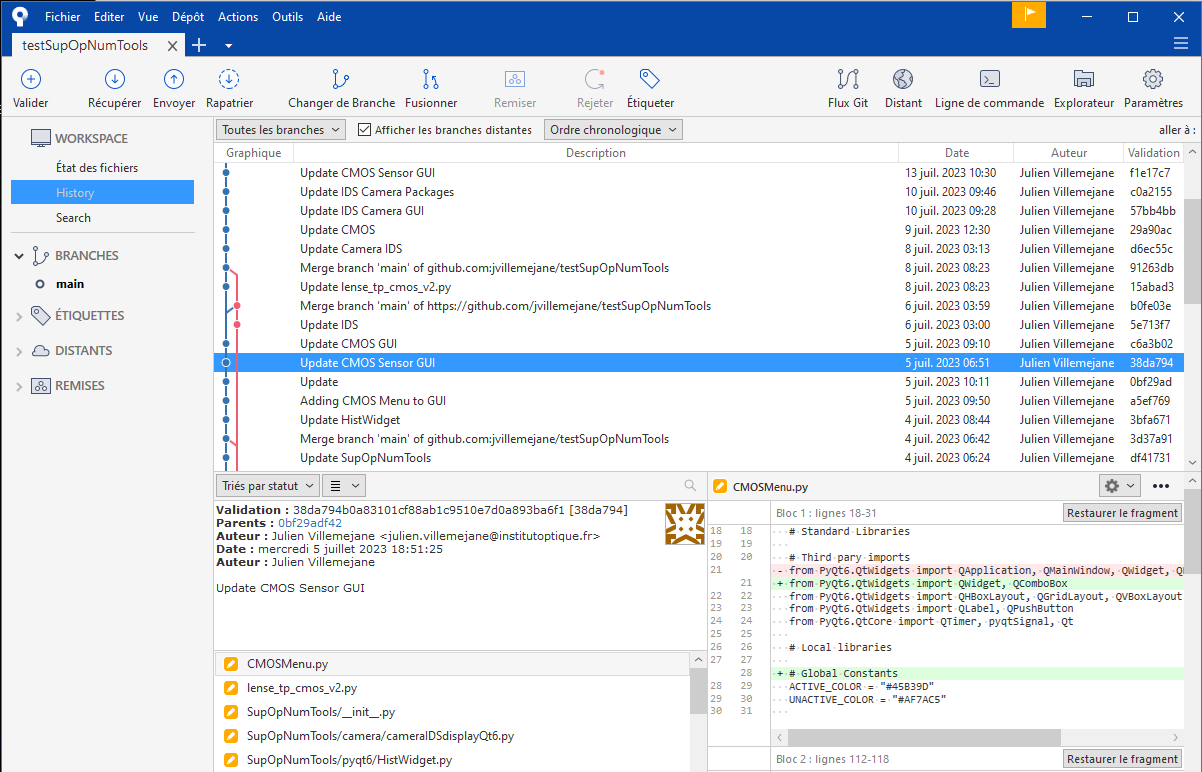 Fichier Editer Vue Dépôt Actions Outils Aide
testSupOpNumTools
Valider Récupérer Envoyer Rapatrier Changer de Branche Fusionner Remiser Rejeter Étiqueter Flux Git Distant Ligne de commande Explorateur Paramètres
WORKSPACE
État des fichiers
History
Search
BRANCHES
main
ÉTIQUETTES
DISTANTS
REMISES
Toutes les branches Afficher les branches distantes Ordre chronologique aller à :
Graphique Description Date Auteur Validation
Update CMOS Sensor GUI 13 juil. 2023 10:30 Julien Villemejane f1e17c7
Update IDS Camera Packages 10 juil. 2023 09:46 Julien Villemejane c0a2155
Update IDS Camera GUI 10 juil. 2023 09:28 Julien Villemejane 57bb4bb
Update CMOS 9 juil. 2023 12:30 Julien Villemejane 29a90ac
Update Camera IDS 8 juil. 2023 03:13 Julien Villemejane d6ec55c
Merge branch 'main' of github.com:jvillemejane/testSupOpNumTools 8 juil. 2023 08:23 Julien Villemejane 91263db
Update lense_tp_cmos_v2.py 8 juil. 2023 08:23 Julien Villemejane 15abad3
Merge branch 'main' of https://github.com/jvillemejane/testSupOpNumTools 6 juil. 2023 03:59 Julien Villemejane b0fe03e
Update IDS 6 juil. 2023 03:00 Julien Villemejane 5e713f7
Update CMOS GUI 5 juil. 2023 09:10 Julien Villemejane c6a3b02
Update CMOS Sensor GUI 5 juil. 2023 06:51 Julien Villemejane 38da794
Update 5 juil. 2023 10:11 Julien Villemejane 0bf29ad
Adding CMOS Menu to GUI 5 juil. 2023 09:50 Julien Villemejane a5ef769
Update HistWidget 4 juil. 2023 08:44 Julien Villemejane 3bfa671
Merge branch 'main' of github.com:jvillemejane/testSupOpNumTools 4 juil. 2023 06:42 Julien Villemejane 3d37a91
Update SupOpNumTools 4 juil. 2023 06:24 Julien Villemejane df41731
Triés par statut
Validation : 38da794b0a83101cf88ab1c9510e7d0a893ba6f1 [38da794]
Parents : 0bf29adf42
Auteur : Julien Villemejane <julien.villemejane@institutoptique.fr>
Date : mercredi 5 juillet 2023 18:51:25
Auteur : Julien Villemejane
Update CMOS Sensor GUI
CMOSMenu.py
lense_tp_cmos_v2.py
SupOpNumTools/__init__.py
SupOpNumTools/camera/cameraIDSdisplayQt6.py
SupOpNumTools/pyqt6/HistWidget.py
CMOSMenu.py
Bloc 1 : lignes 18-31 Restaurer le fragment
18 18 # Standard Libraries
19 19
20 20 # Third pary imports
21 - from PyQt6.QtWidgets import QApplication, QMainWindow, QWidget,
21 + from PyQt6.QtWidgets import QWidget, QComboBox
22 22 from PyQt6.QtWidgets import QHBoxLayout, QGridLayout, QVBoxLayout
23 23 from PyQt6.QtWidgets import QLabel, QPushButton
24 24 from PyQt6.QtCore import QTimer, pyqtSignal, Qt
25 25
26 26 # Local libraries
27 27
28 + # Global Constants
28 29 ACTIVE_COLOR = "#45B39D"
29 30 UNACTIVE_COLOR = "#AF7AC5"
30 31
Bloc 2 : lignes 112-118 Restaurer le fragment